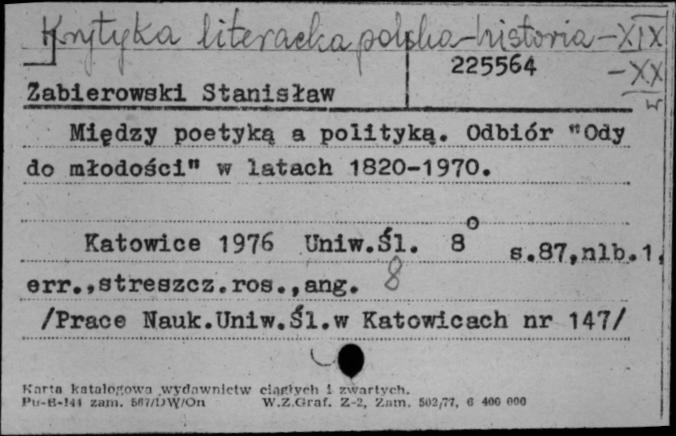 Krytyka literacka polska-historia-XIX
225564 -XX
w
Zabierowski Stanisław
Między poetyką a polityką. Odbiór "Ody
do młodości" w latach 1820-1970.
Katowice 1976 Uniw.Śl. 8° s.87,nlb.1,
err.,streszcz.ros.,ang. 8
/Prace Nauk.Uniw.Śl.w Katowicach nr 147/
Karta katalogowa wydawnictw ciągłych i zwartych.
Pu-B-144 zam. 567/DW/On W.Z.Graf. Z-2, Zam. 502/77, 6 400 000